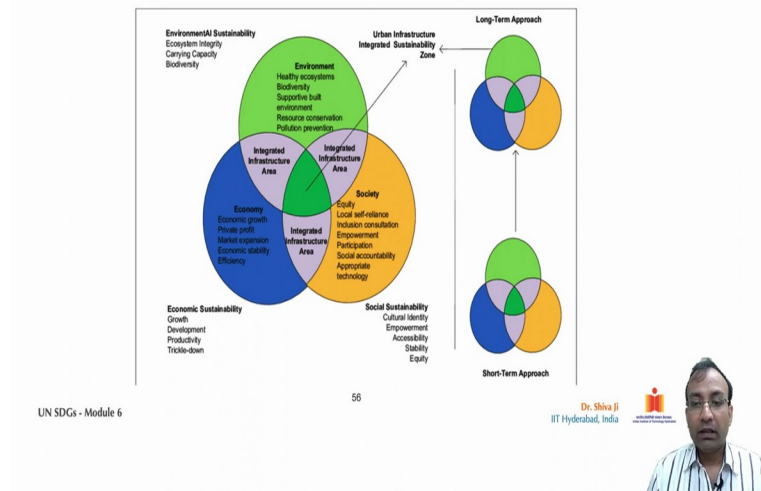 EnvironmentAl Sustainability
Ecosystem Integrity
Carrying Capacity
Biodiversity
Urban Infrastructure
Integrated Sustainability
Zone
Long-Term Approach
Environment
Healthy ecosystems
Biodiversity
Supportive built
environment
Resource conservation
Pollution prevention
Integrated
Infrastructure
Area
Integrated
Infrastructure
Area
Economy
Economic growth
Private profit
Market expansion
Economic stability
Efficiency
Society
Equity
Local self-reliance
Inclusion consultation
Empowerment
Participation
Social accountability
Appropriate
technology
Integrated
Infrastructure
Area
Economic Sustainability
Growth
Development
Productivity
Trickle-down
Social Sustainability
Cultural Identity
Empowerment
Accessibility
Stability
Equity
Short-Term Approach
56
UN SDGs - Module 6
Dr. Shiva Ji
IIT Hyderabad, India